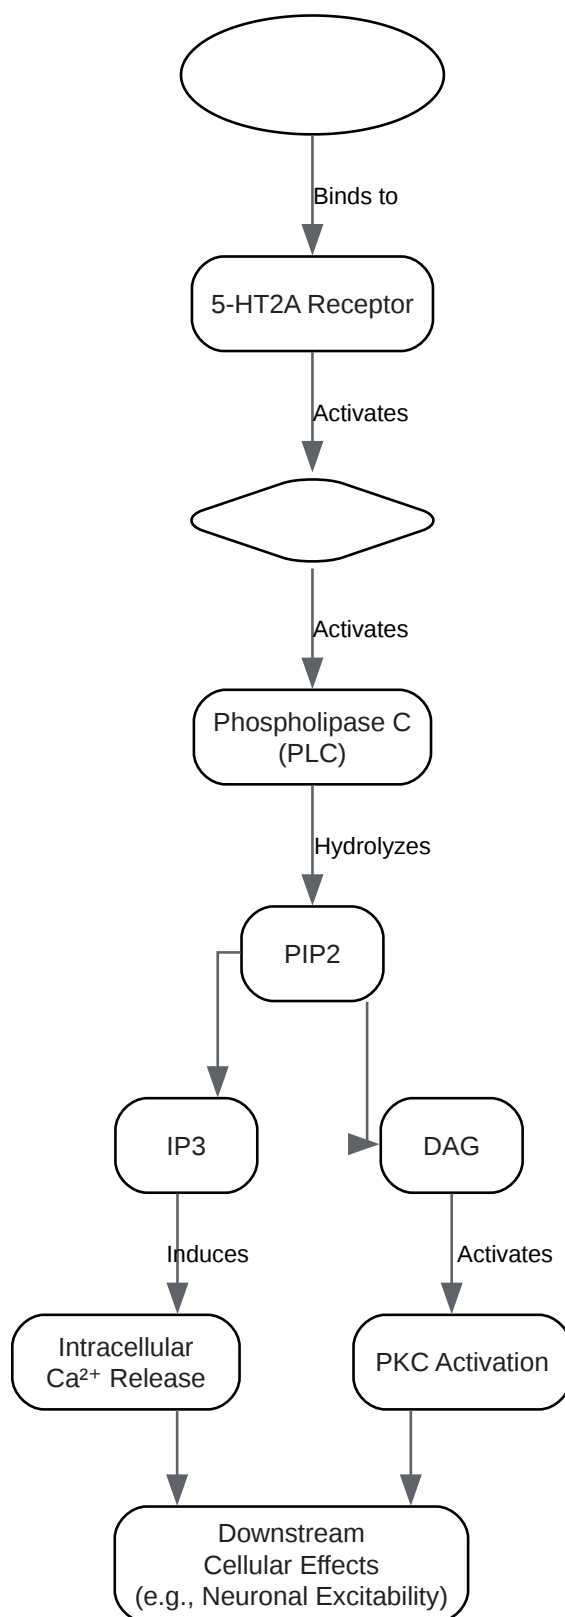 Binds to
5-HT2A Receptor
Activates
Activates
Phospholipase C
(PLC)
Hydrolyzes
PIP2
IP3
DAG
Induces
Activates
Intracellular
Ca²⁺ Release
PKC Activation
Downstream
Cellular Effects
(e.g., Neuronal Excitability)